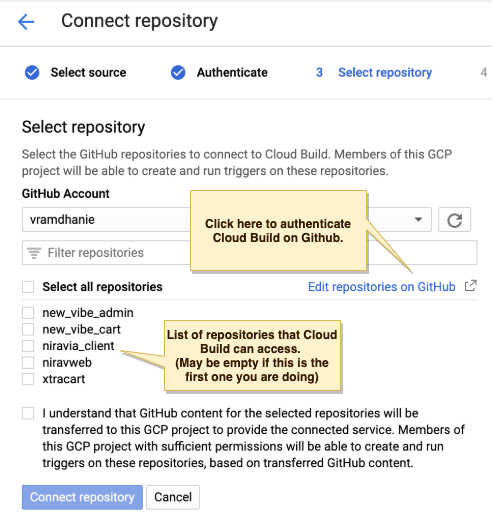 Connect repository
Select source
Authenticate
3 Select repository
4
Select repository
Select the GitHub repositories to connect to Cloud Build. Members of this GCP
project will be able to create and run triggers on these repositories.
GitHub Account
vramdhanie
Click here to authenticate
Cloud Build on Github.
Filter repositories
Select all repositories
Edit repositories on GitHub
new_vibe_admin
new_vibe_cart
niravia_client
niravweb
xtracart
List of repositories that Cloud
Build can access.
(May be empty if this is the
first one you are doing)
I understand that GitHub content for the selected repositories will be
transferred to this GCP project to provide the connected service. Members of
this GCP project with sufficient permissions will be able to create and run
triggers on these repositories, based on transferred GitHub content.
Connect repository
Cancel